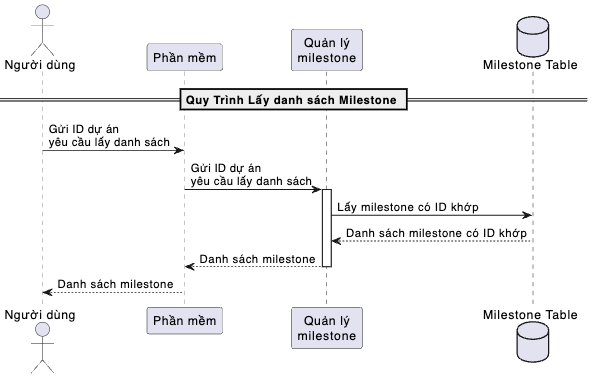 Người dùng
Phần mềm
Quản lý
milestone
Milestone Table
Quy Trình Lấy danh sách Milestone
Gửi ID dự án
yêu cầu lấy danh sách
Gửi ID dự án
yêu cầu lấy danh sách
Lấy milestone có ID khớp
Danh sách milestone có ID khớp
Danh sách milestone
Danh sách milestone
Người dùng
Phần mềm
Quản lý
milestone
Milestone Table